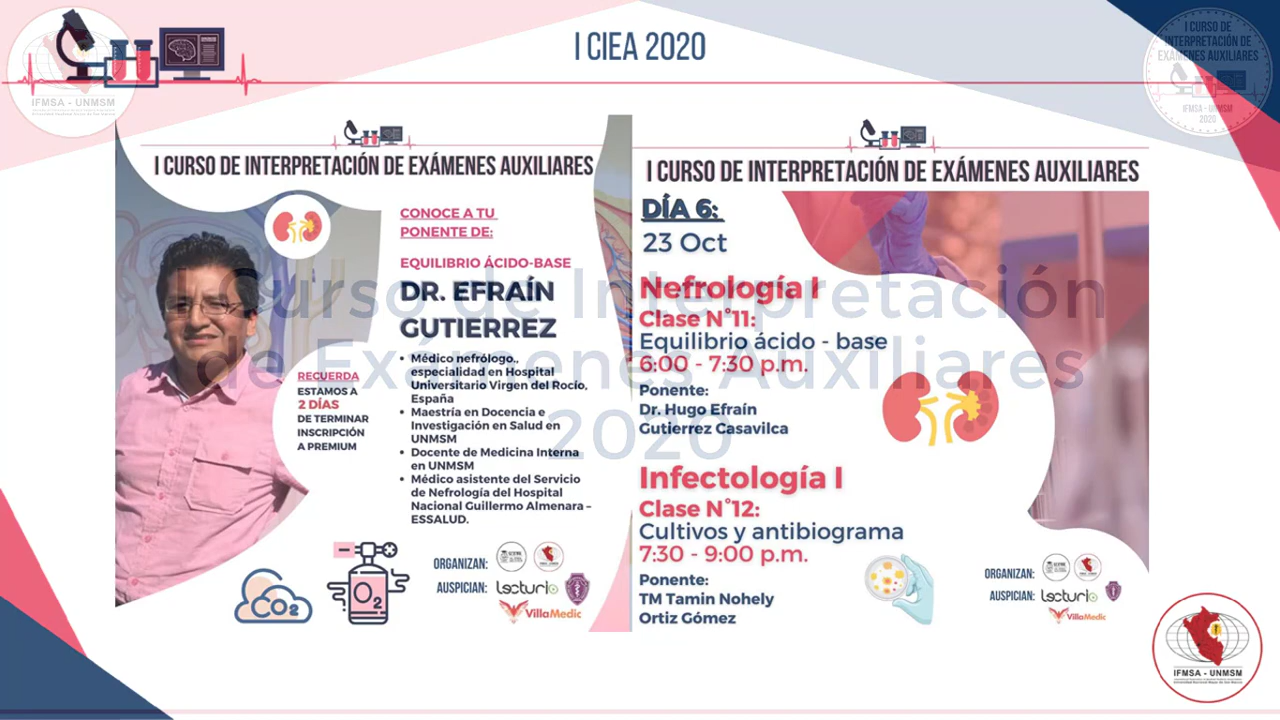 I CIEA 2020
IFMSA - UNMSM
I CURSO DE
INTERPRETACIÓN DE
EXÁMENES AUXILIARES
IFMSA - UNMSM
2020
I Curso de Interpretación
de Exámenes Auxiliares
2020
I CURSO DE INTERPRETACIÓN DE EXÁMENES AUXILIARES
CONOCE A TU
PONENTE DE:
EQUILIBRIO ÁCIDO-BASE
DR. EFRAÍN
GUTIERREZ
• Médico nefrólogo.,
especialidad en Hospital
Universitario Virgen del Rocío,
España
• Maestría en Docencia e
Investigación en Salud en
UNMSM
• Docente de Medicina Interna
en UNMSM
• Médico asistente del Servicio
de Nefrología del Hospital
Nacional Guillermo Almenara –
ESSALUD.
RECUERDA
ESTAMOS A
2 DÍAS
DE TERMINAR
INSCRIPCIÓN
A PREMIUM
CO2
O2
ORGANIZAN:
AUSPICIAN:
Lecturio
VillaMedic
I CURSO DE INTERPRETACIÓN DE EXÁMENES AUXILIARES
DÍA 6:
23 Oct
Nefrología I
Clase N°11:
Equilibrio ácido - base
6:00 - 7:30 p.m.
Ponente:
Dr. Hugo Efraín
Gutierrez Casavilca
Infectología I
Clase N°12:
Cultivos y antibiograma
7:30 - 9:00 p.m.
Ponente:
TM Tamin Nohely
Ortiz Gómez
ORGANIZAN:
AUSPICIAN:
Lecturio
VillaMedic
IFMSA - UNMSM